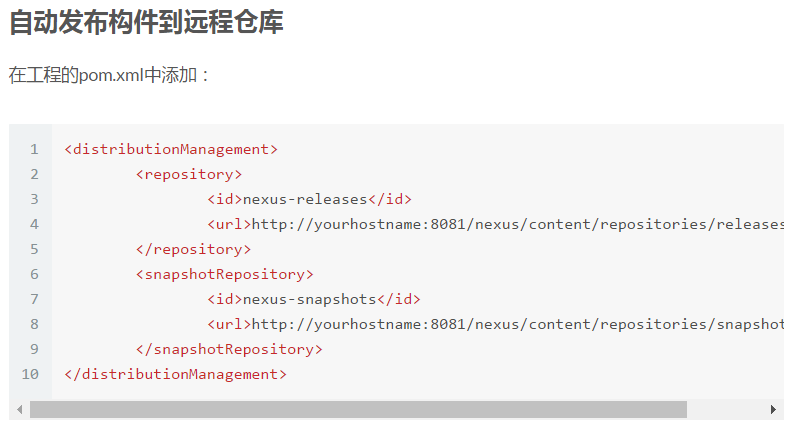 自动发布构件到远程仓库
在工程的pom.xml中添加：
1 <distributionManagement>
2 <repository>
3 <id>nexus-releases</id>
4 <url>http://yourhostname:8081/nexus/content/repositories/releases
5 </repository>
6 <snapshotRepository>
7 <id>nexus-snapshots</id>
8 <url>http://yourhostname:8081/nexus/content/repositories/snapshot
9 </snapshotRepository>
10 </distributionManagement>